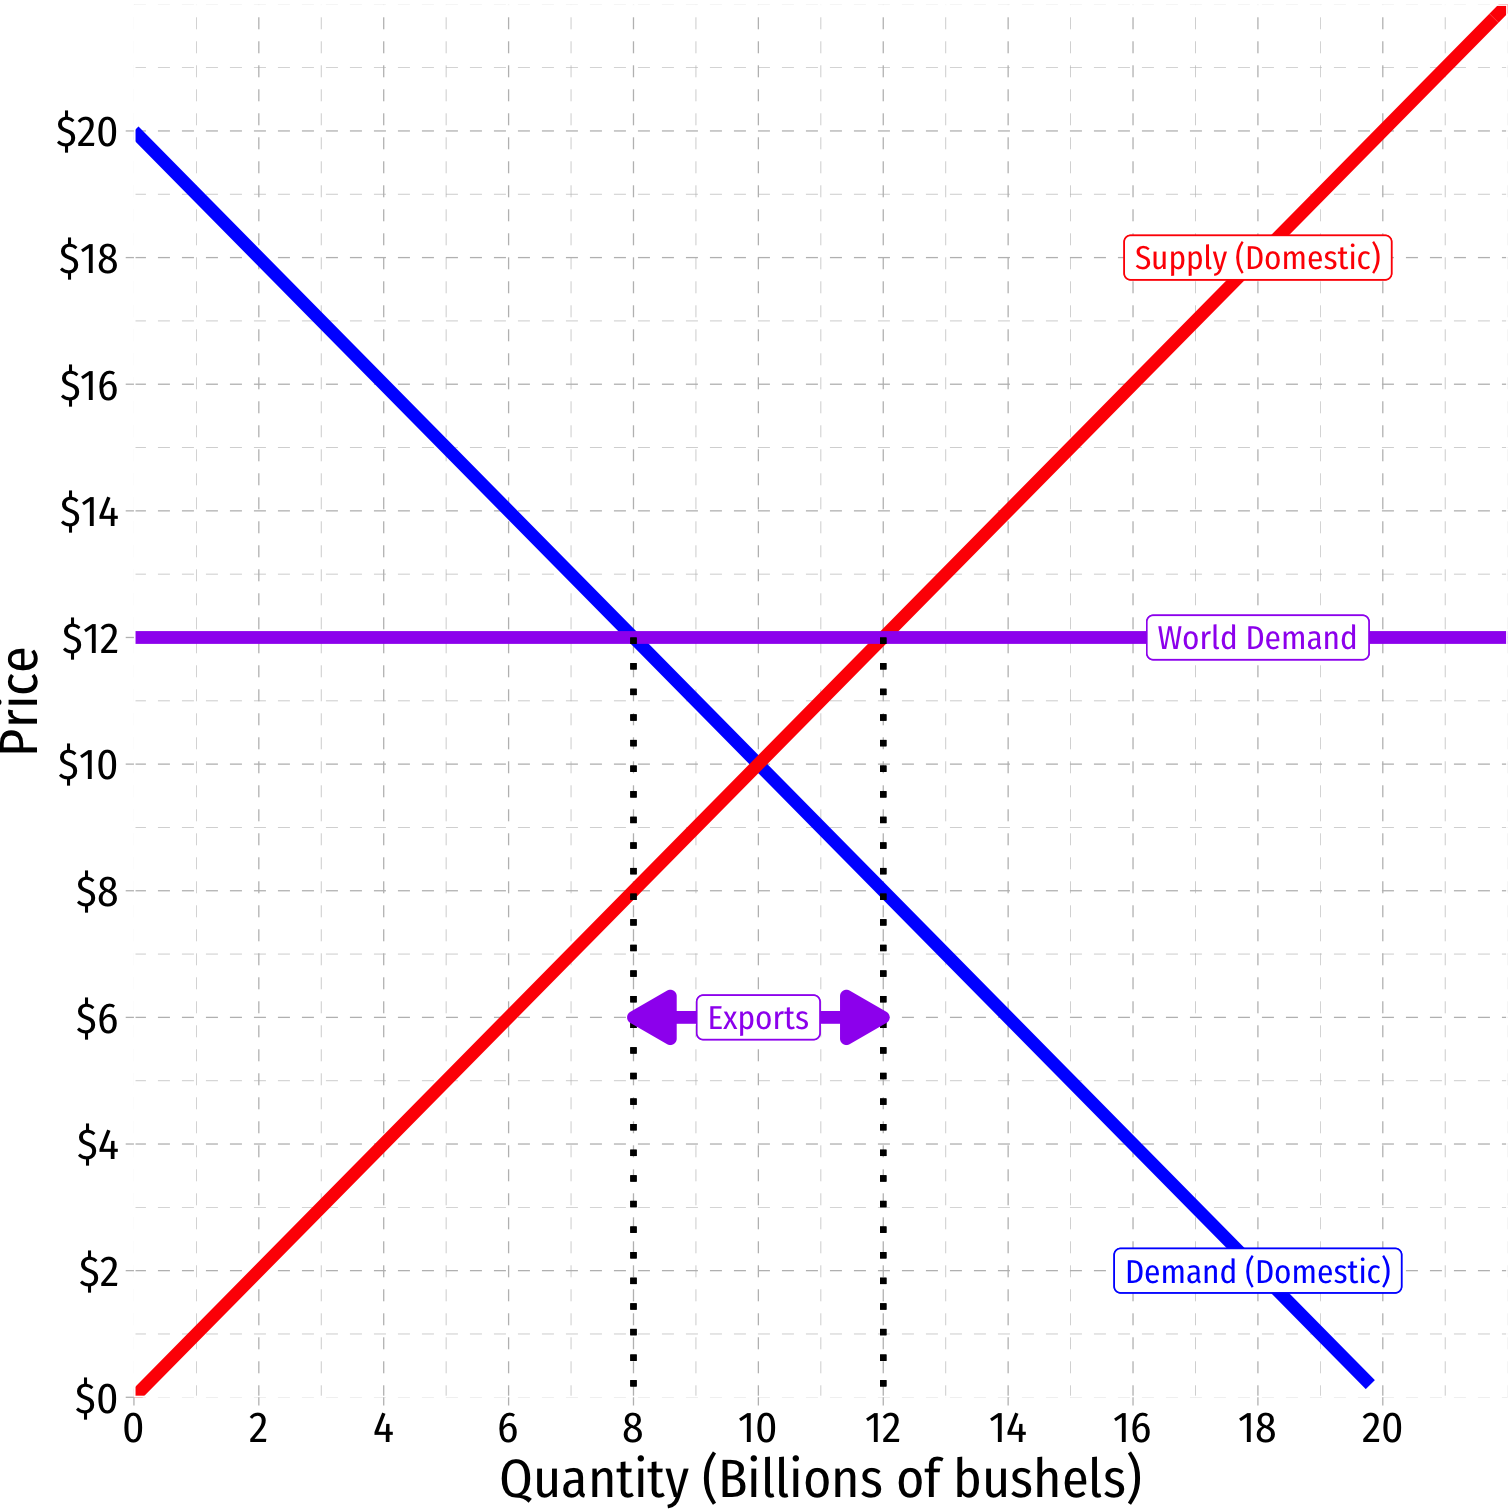 $20
$18
Supply (Domestic)
$16
$14
$12
World Demand
Price
$10
$8
$6
Exports
$4
$2
Demand (Domestic)
$0
0 2 4 6 8 10 12 14 16 18 20
Quantity (Billions of bushels)